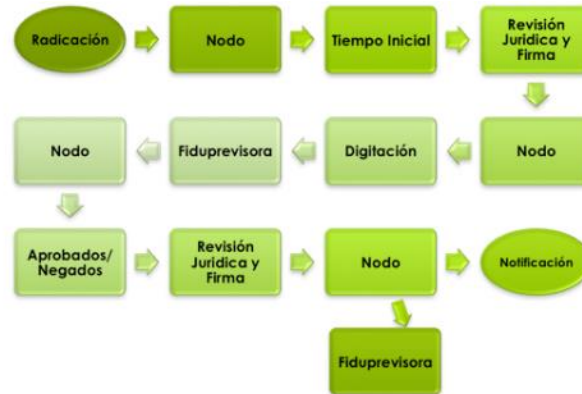 Radicación
Nodo
Tiempo Inicial
Revisión
Juridica y
Firma
Nodo
Digitación
Fiduprevisora
Nodo
Aprobados/
Negados
Revisión
Juridica y
Firma
Nodo
Notificación
Fiduprevisora